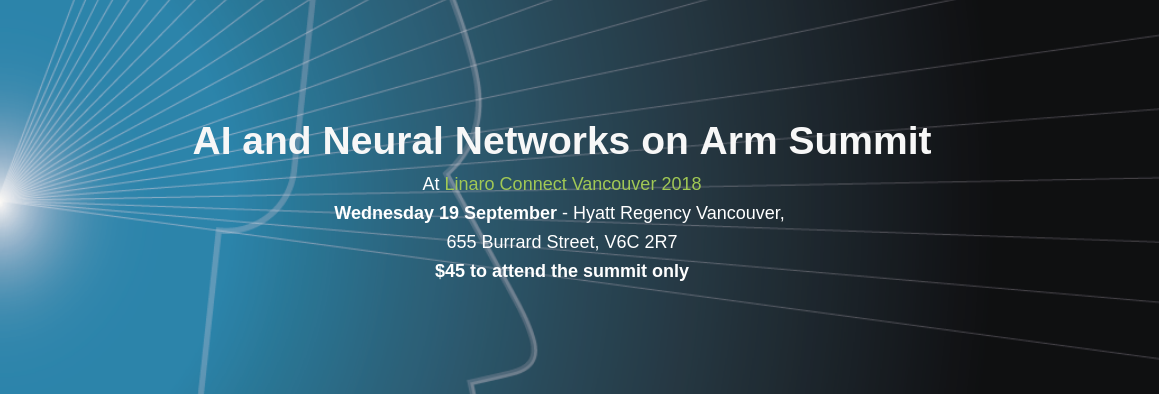 AI and Neural Networks on Arm Summit
At Linaro Connect Vancouver 2018
Wednesday 19 September - Hyatt Regency Vancouver,
655 Burrard Street, V6C 2R7
$45 to attend the summit only